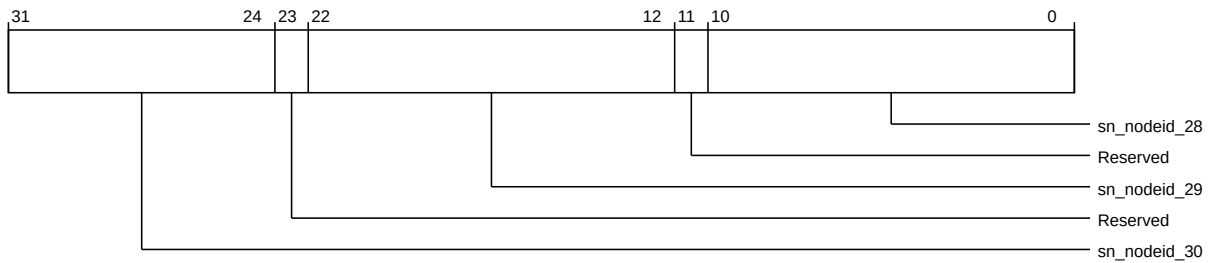 31 24 23 22 12 11 10 0
sn_nodeid_28
Reserved
sn_nodeid_29
Reserved
sn_nodeid_30